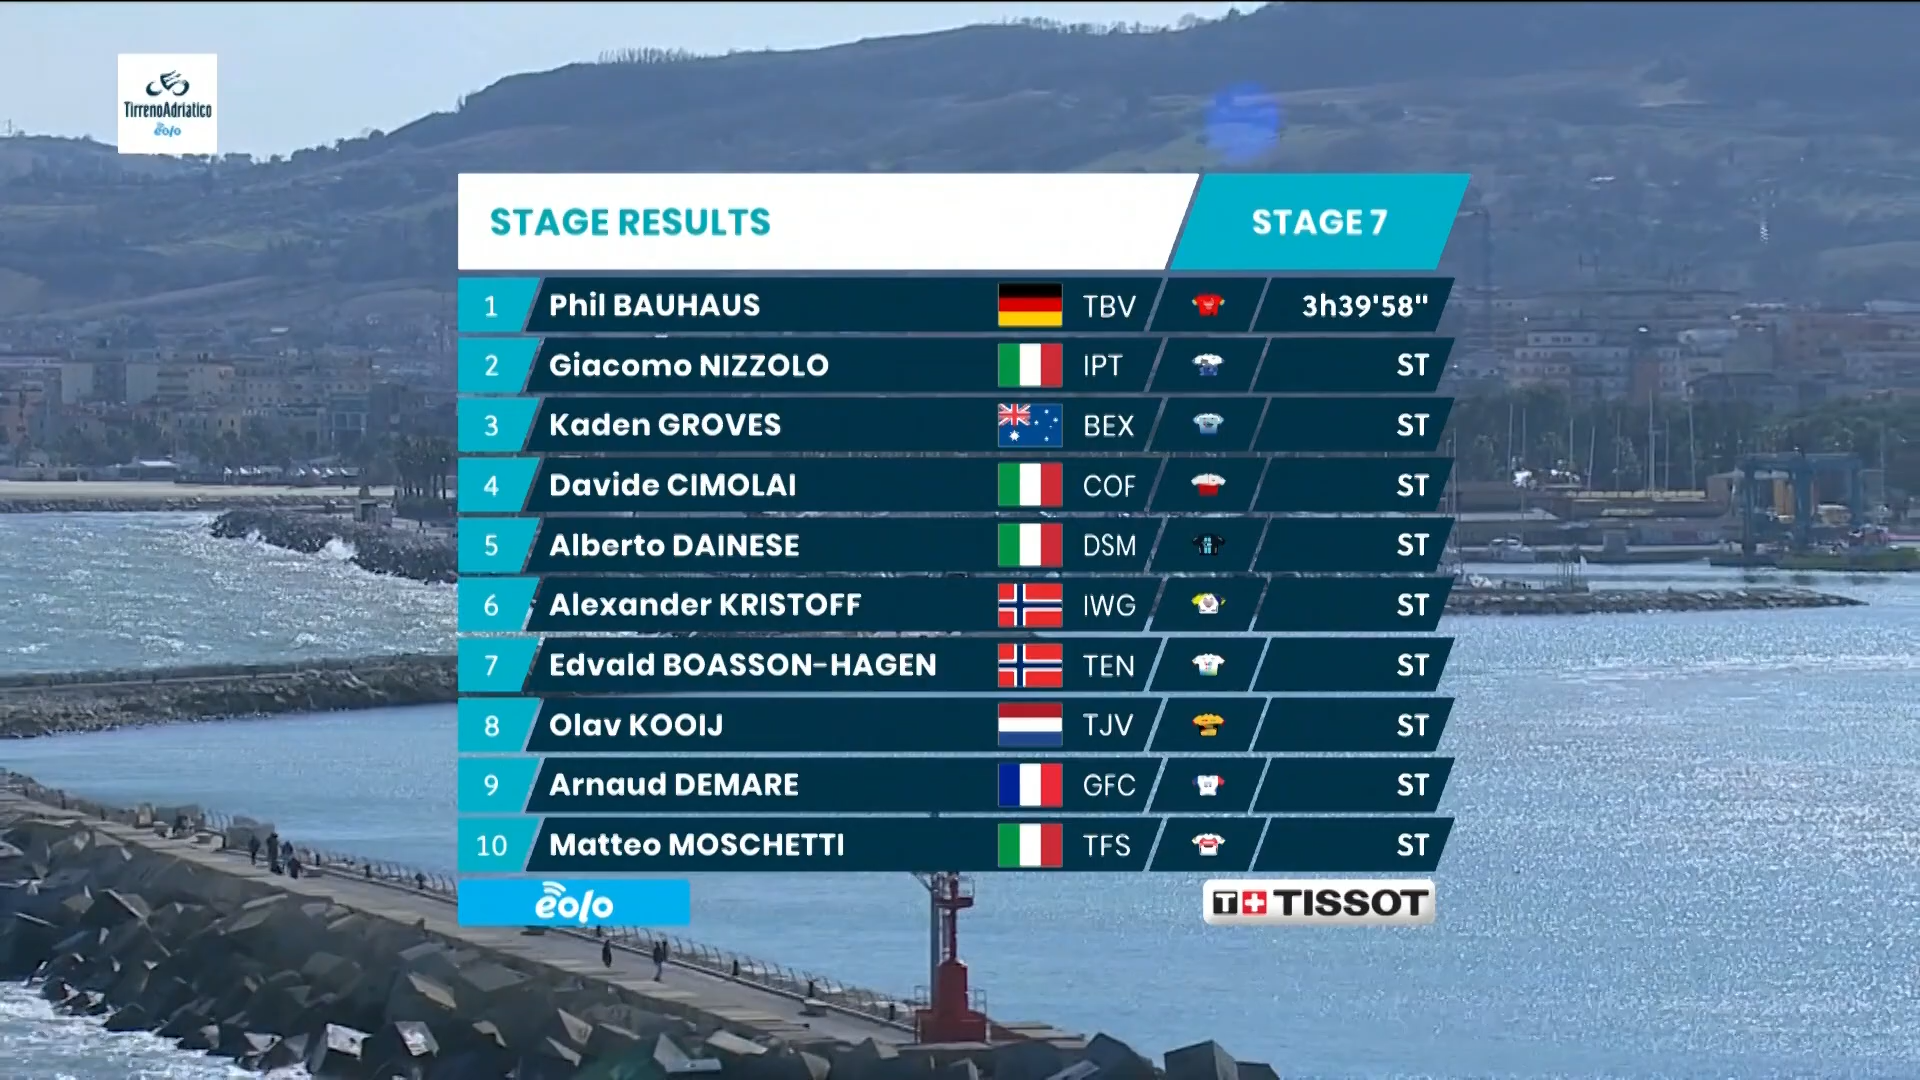 TirrenoAdriatico
eolo
STAGE RESULTS STAGE 7
1 Phil BAUHAUS TBV 3h39'58"
2 Giacomo NIZZOLO IPT ST
3 Kaden GROVES BEX ST
4 Davide CIMOLAI COF ST
5 Alberto DAINESE DSM ST
6 Alexander KRISTOFF IWG ST
7 Edvald BOASSON-HAGEN TEN ST
8 Olav KOOIJ TJV ST
9 Arnaud DEMARE GFC ST
10 Matteo MOSCHETTI TFS ST
eolo T+ TISSOT